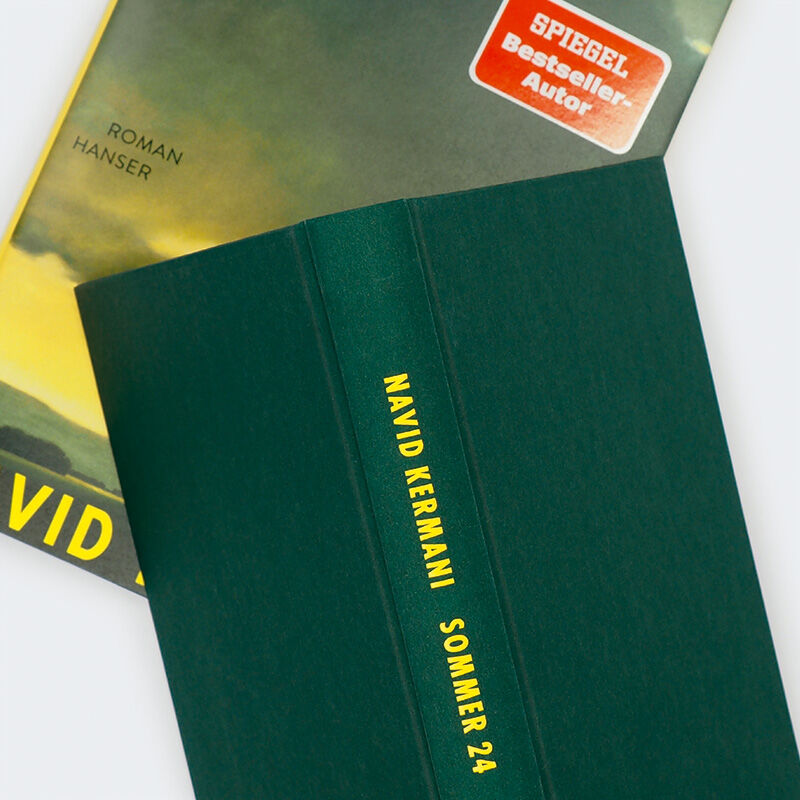 SPIEGEL
Bestseller-
Autor
ROMAN
HANSER
VID
NAVID KERMANI SOMMER 24